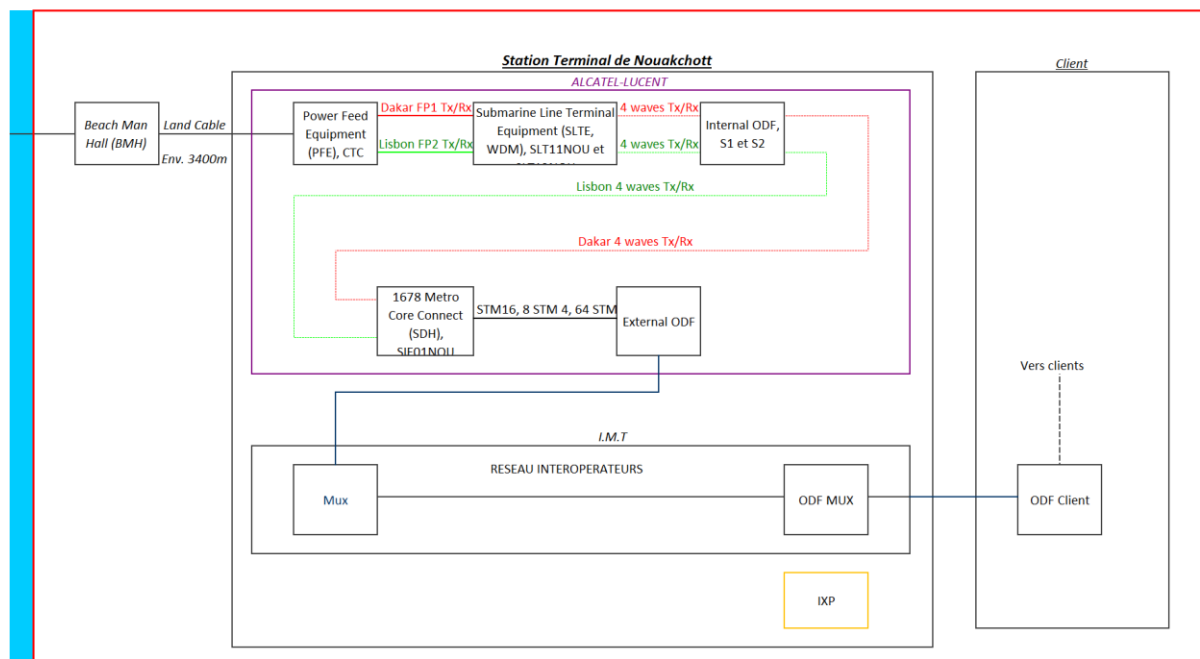 Station Terminal de Nouakchott
Client
ALCATEL-LUCENT
Beach Man
Hall (BMH)
Land Cable
Env. 3400m
Power Feed
Equipment
(PFE), CTC
Dakar FP1 Tx/Rx
Lisbon FP2 Tx/Rx
Submarine Line Terminal
Equipment (SLTE,
WDM), SLT11NOU et
4 waves Tx/Rx
4 waves Tx/Rx
Internal ODF,
S1 et S2
Lisbon 4 waves Tx/Rx
Dakar 4 waves Tx/Rx
1678 Metro
Core Connect
(SDH),
SIE01NOU
STM16, 8 STM 4, 64 STM
External ODF
Vers clients
I.M.T
RESEAU INTEROPERATEURS
Mux
ODF MUX
ODF Client
IXP